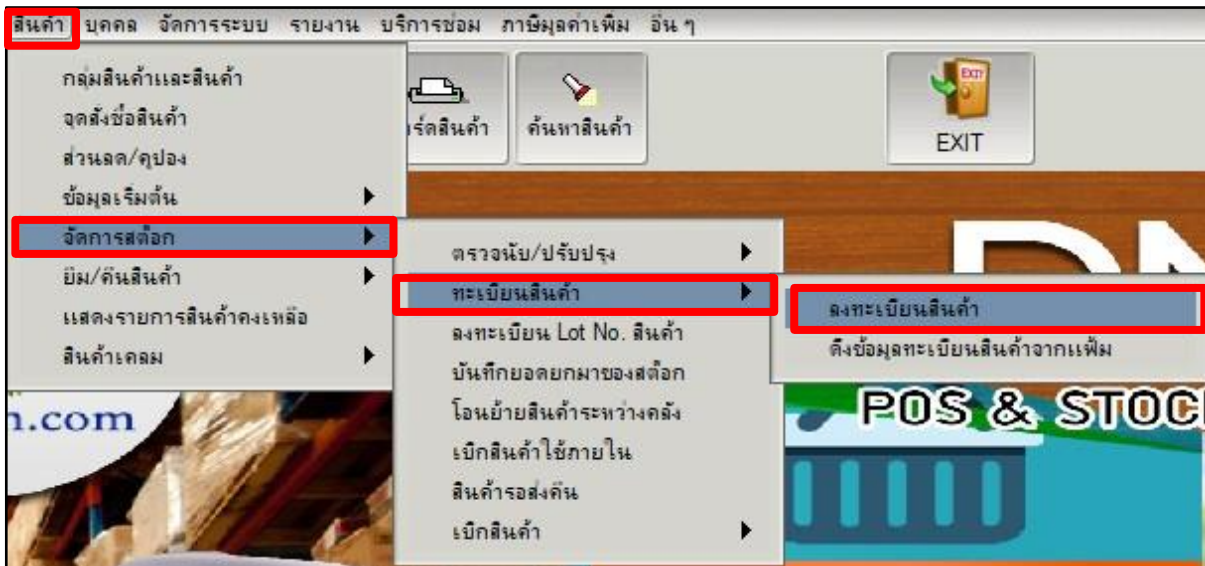 สินค้า บุคคล จัดการระบบ รายงาน บริการซ่อม ภาษีมูลค่าเพิ่ม อื่น ๆ
กลุ่มสินค้าและสินค้า
ชุดสั่งชื่อสินค้า
ส่วนลด/คูปอง
ข้อมูลเริ่มต้น
จัดการสต๊อก
ยืม/คืนสินค้า
แสดงรายการสินค้าคงเหลือ
สินค้าเคลม
ร์ดสินค้า
ค้นหาสินค้า
EXIT
EXIT
ตรวจนับ/ปรับปรุง
ทะเบียนสินค้า
ลงทะเบียน Lot No. สินค้า
บันทึกยอดยกมาของสต๊อก
โอนย้ายสินค้าระหว่างคลัง
เบิกสินค้าใช้ภายใน
สินค้ารอส่งคืน
เบิกสินค้า
ลงทะเบียนสินค้า
ดึงข้อมูลทะเบียนสินค้าจากแฟ้ม
.com
POS & STOC